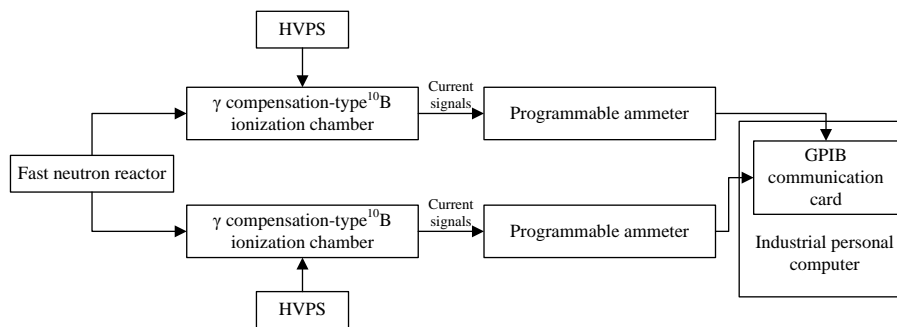 HVPS
γ compensation-type¹⁰B
ionization chamber
Current
signals
Programmable ammeter
Fast neutron reactor
GPIB
communication
card
γ compensation-type¹⁰B
ionization chamber
Current
signals
Programmable ammeter
Industrial personal
computer
HVPS